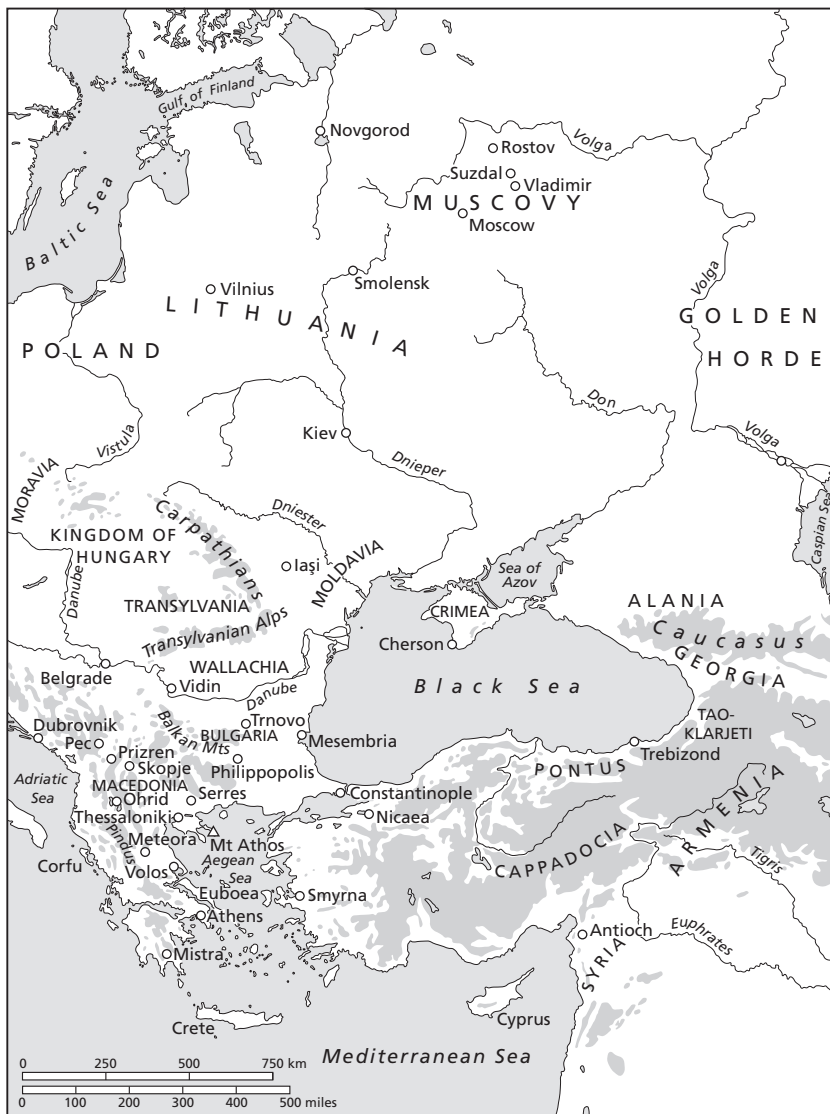 Gulf of Finland
Novgorod
Rostov
Volga
Suzdal
Vladimir
MUSCOVY
Moscow
Baltic Sea
Smolensk
Vilnius
Volga
LITHUANIA
GOLDEN
HORDE
POLAND
Don
Kiev
Vistula
Volga
Dnieper
MORAVIA
Dniester
Caspian Sea
Carpathians
KINGDOM OF
HUNGARY
Iaşi
MOLDAVIA
Sea of
Azov
Danube
TRANSYLVANIA
CRIMEA
ALANIA
Transylvanian Alps
Caucasus
Cherson
GEORGIA
WALLACHIA
Belgrade
Vidin
Danube
Black Sea
TAO-
KLARJETI
Dubrovnik
Trnovo
BULGARIA
Balkan Mts
Mesembria
Pec
Prizren
Trebizond
Skopje
Philippopolis
PONTUS
Adriatic
Sea
MACEDONIA
Ohrid
Serres
Constantinople
Thessaloniki
Nicaea
ARMENIA
Pindus
Mt Athos
Meteora
CAPPADOCIA
Aegean
Sea
Tigris
Corfu
Volos
Euboea
Smyrna
Athens
Antioch
Euphrates
Mistra
SYRIA
Crete
Cyprus
Mediterranean Sea
0 250 500 750 km
0 100 200 300 400 500 miles